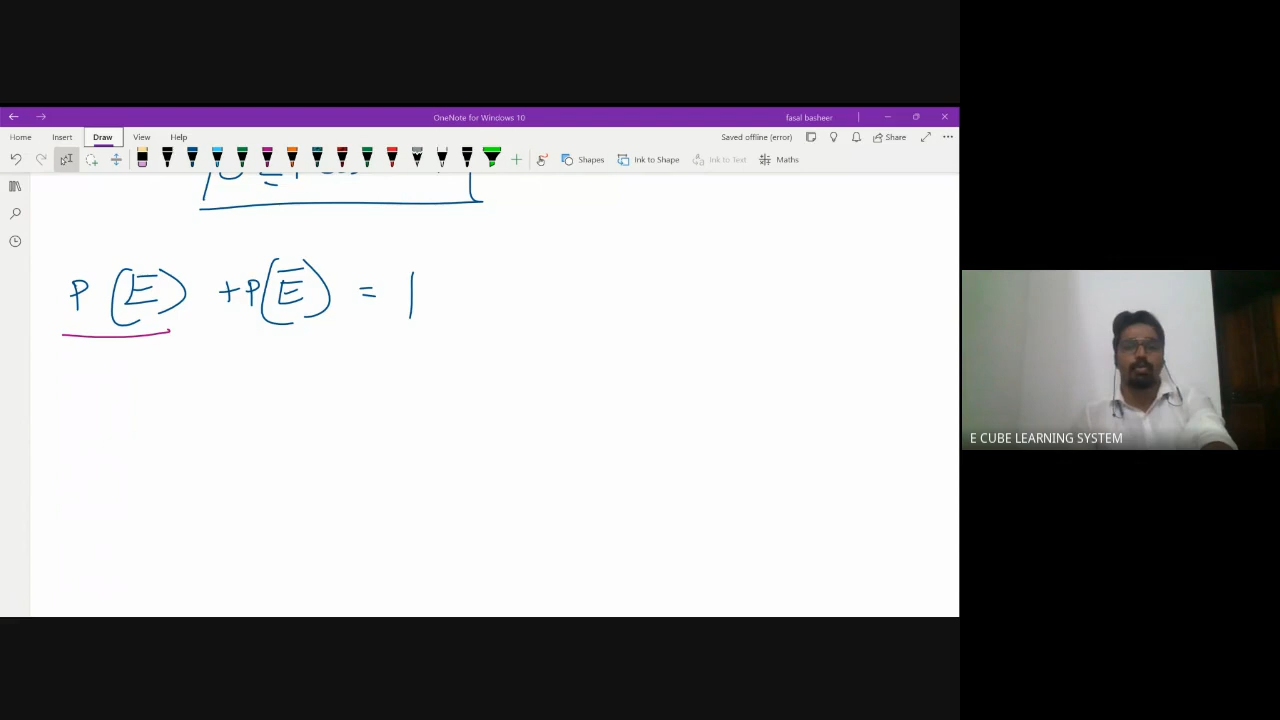 OneNote for Windows 10
fasal basheer
Home Insert Draw View Help
Saved offline (error)
Share
Shapes
Ink to Shape
Ink to Text
Maths
P (E) + P(E̅) = 1
E CUBE LEARNING SYSTEM